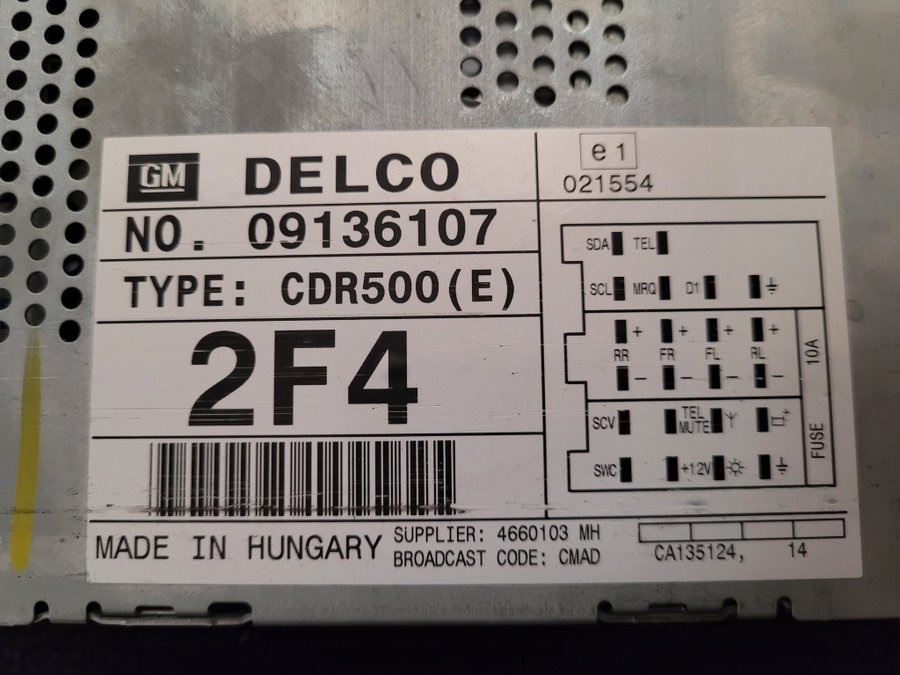 GM DELCO
e1
021554
NO. 09136107
TYPE: CDR500(E)
2F4
SDA TEL
SCL MRQ D1
+ + + +
RR FR FL RL
- - - -
10A
FUSE
SCV TEL MUTE +
SWC +12V
MADE IN HUNGARY
SUPPLIER: 4660103 MH
BROADCAST CODE: CMAD
CA135124, 14